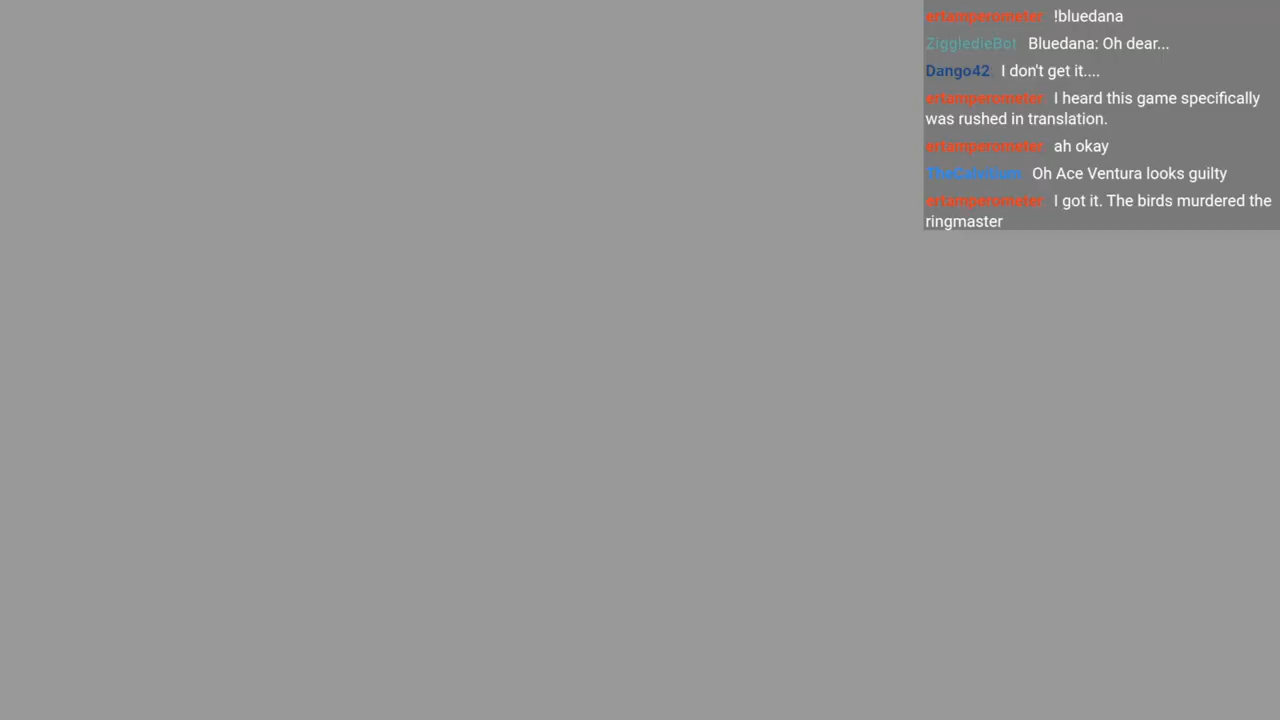 ertamperometer !bluedana
ZiggledieBot Bluedana: Oh dear...
Dango42 I don't get it....
ertamperometer I heard this game specifically
was rushed in translation.
ertamperometer ah okay
Oh Ace Ventura looks guilty
ertamperometer I got it. The birds murdered the
ringmaster